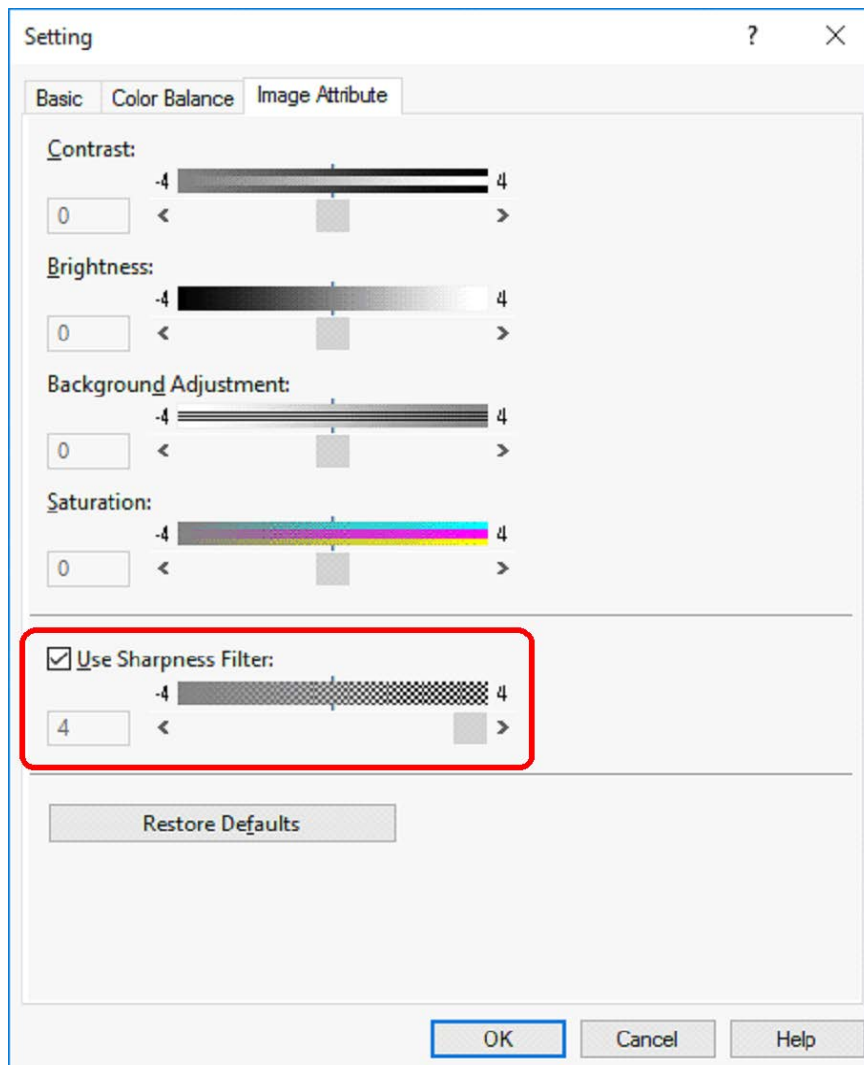 Setting ?
Basic Color Balance Image Attribute
Contrast:
-4 4
0 < >
Brightness:
-4 4
0 < >
Background Adjustment:
-4 4
0 < >
Saturation:
-4 4
0 < >
Use Sharpness Filter:
-4 4
4 < >
Restore Defaults
OK Cancel Help